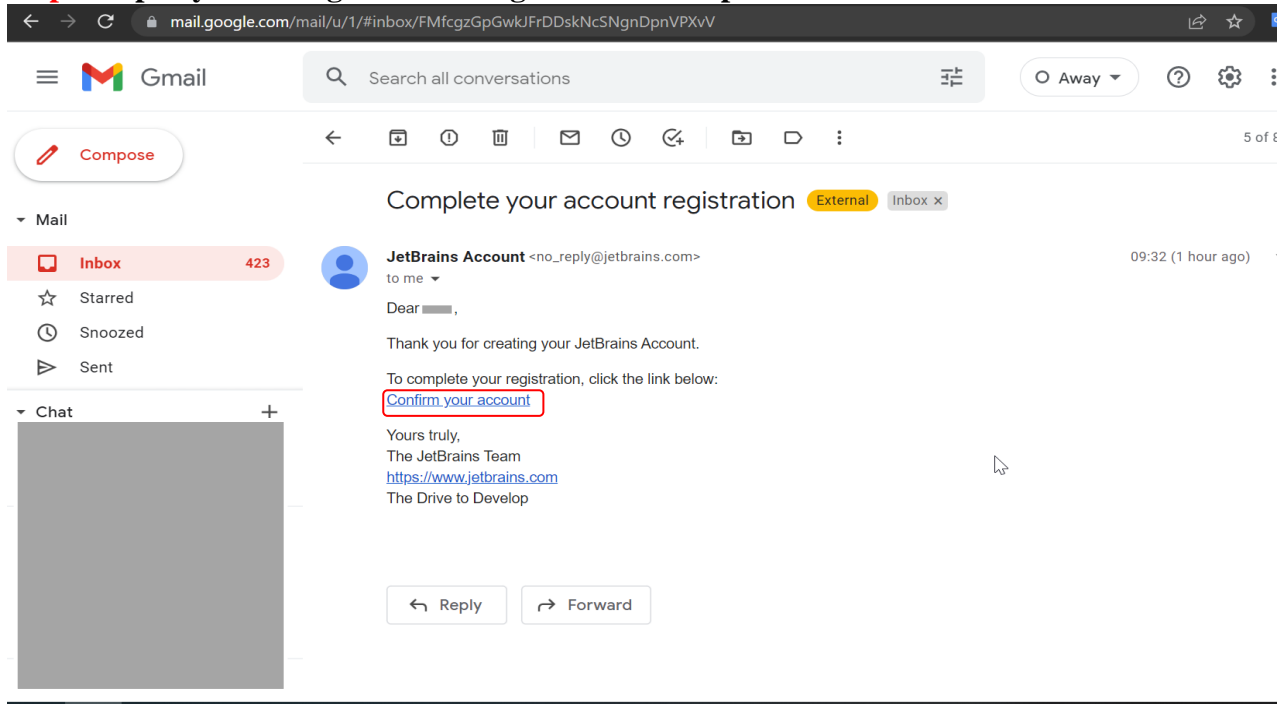 mail.google.com/mail/u/1/#inbox/FMfcgzGpGwkJFrDDskNcSNgnDpnVPXvV
Gmail
Search all conversations
Away
Compose
5 of 8
Complete your account registration External Inbox x
Mail
Inbox 423
JetBrains Account <no_reply@jetbrains.com> 09:32 (1 hour ago)
to me
Starred
Dear ,
Snoozed
Thank you for creating your JetBrains Account.
Sent
To complete your registration, click the link below:
Confirm your account
Chat
Yours truly,
The JetBrains Team
https://www.jetbrains.com
The Drive to Develop
Reply
Forward